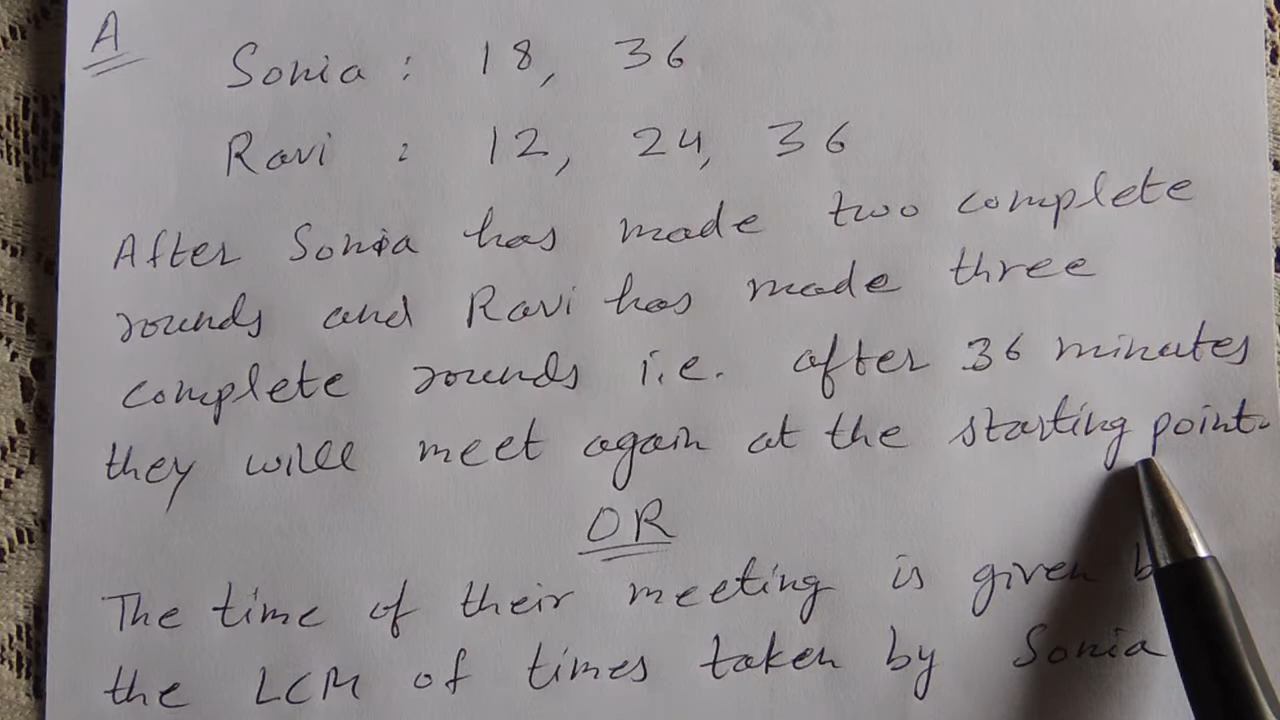 A
Sonia : 18, 36
Ravi : 12, 24, 36
After Sonia has made two complete
rounds and Ravi has made three
complete rounds i.e. after 36 minutes
they will meet again at the starting point.
OR
The time of their meeting is given
the LCM of times taken by Sonia